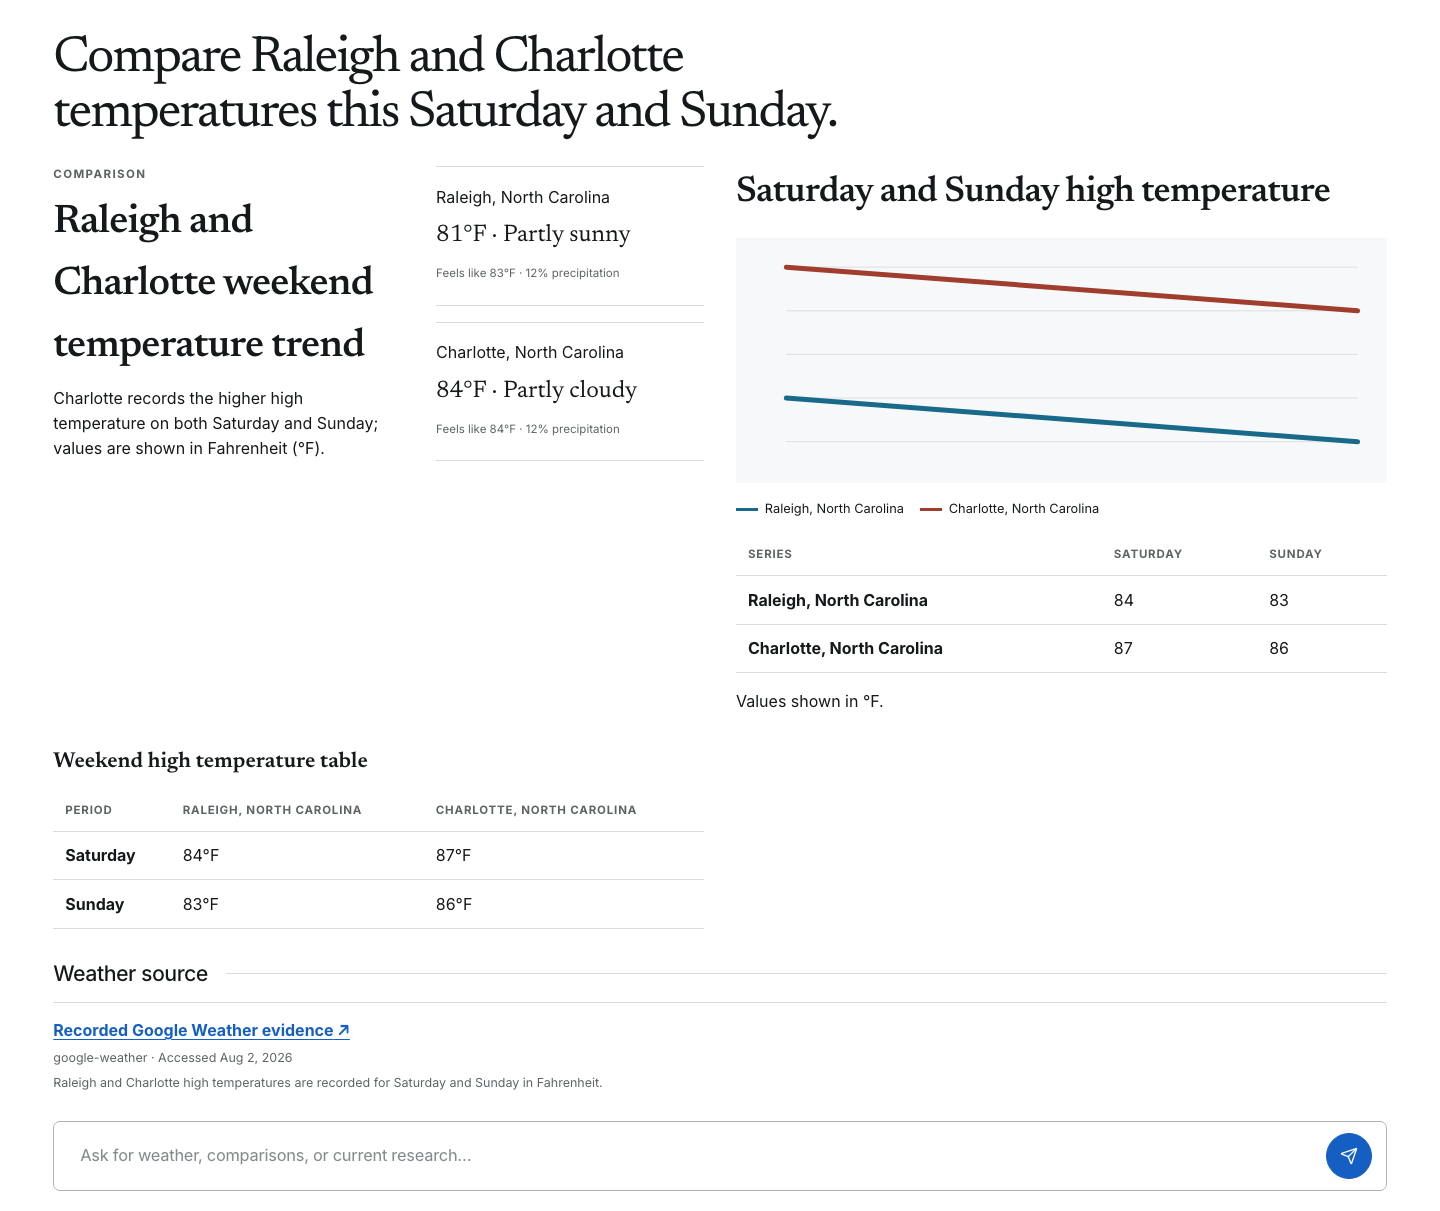 Compare Raleigh and Charlotte
temperatures this Saturday and Sunday.
COMPARISON
Raleigh and
Charlotte weekend
temperature trend
Charlotte records the higher high
temperature on both Saturday and Sunday;
values are shown in Fahrenheit (°F).
Raleigh, North Carolina
81°F · Partly sunny
Feels like 83°F · 12% precipitation
Charlotte, North Carolina
84°F · Partly cloudy
Feels like 84°F · 12% precipitation
Saturday and Sunday high temperature
Raleigh, North Carolina Charlotte, North Carolina
SERIES SATURDAY SUNDAY
Raleigh, North Carolina 84 83
Charlotte, North Carolina 87 86
Values shown in °F.
Weekend high temperature table
PERIOD RALEIGH, NORTH CAROLINA CHARLOTTE, NORTH CAROLINA
Saturday 84°F 87°F
Sunday 83°F 86°F
Weather source
Recorded Google Weather evidence ↗
google-weather · Accessed Aug 2, 2026
Raleigh and Charlotte high temperatures are recorded for Saturday and Sunday in Fahrenheit.
Ask for weather, comparisons, or current research...